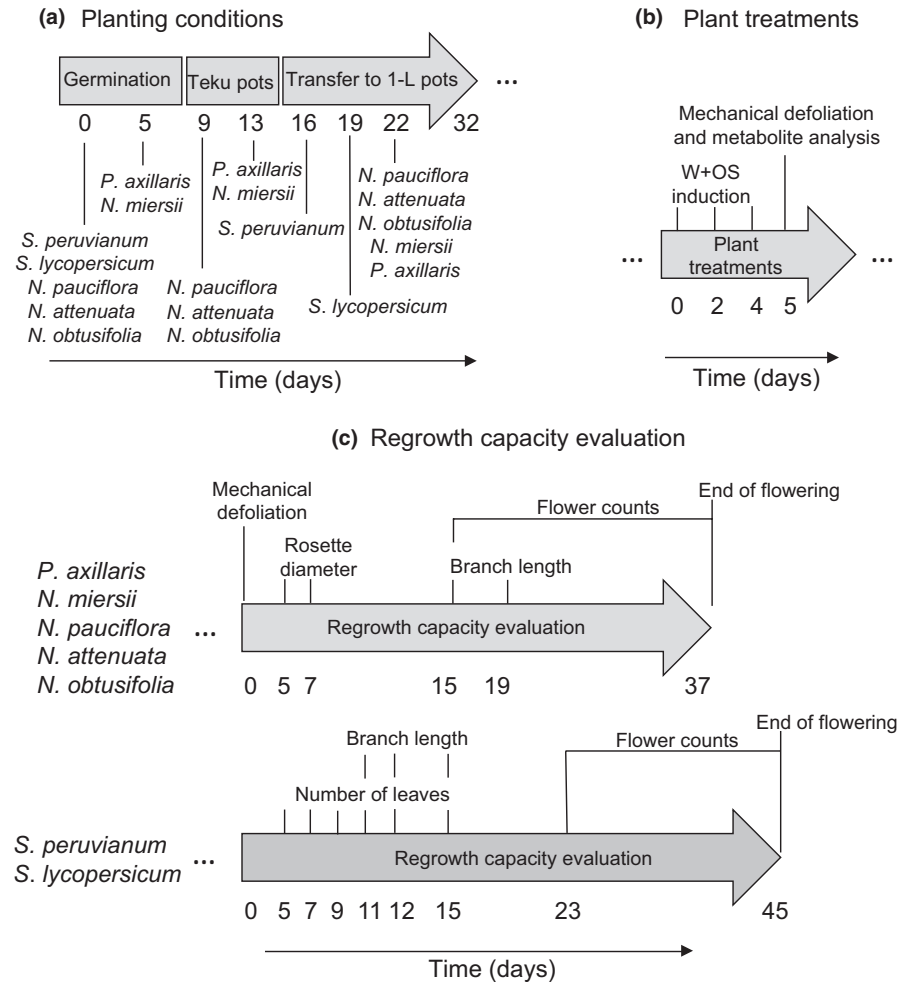 (a) Planting conditions
Germination
Teku pots
Transfer to 1-L pots
...
0 5 9 13 16 19 22 32
P. axillaris
N. miersii
P. axillaris
N. miersii
N. pauciflora
N. attenuata
N. obtusifolia
N. miersii
P. axillaris
S. peruvianum
S. peruvianum
S. lycopersicum
N. pauciflora
N. attenuata
N. obtusifolia
N. pauciflora
N. attenuata
N. obtusifolia
S. lycopersicum
Time (days)
(b) Plant treatments
Mechanical defoliation
and metabolite analysis
W+OS
induction
...
Plant
treatments
...
0 2 4 5
Time (days)
(c) Regrowth capacity evaluation
Mechanical
defoliation
End of flowering
Flower counts
Rosette
diameter
Branch length
P. axillaris
N. miersii
N. pauciflora
N. attenuata
N. obtusifolia
...
Regrowth capacity evaluation
0 5 7 15 19 37
End of flowering
Branch length
Flower counts
Number of leaves
S. peruvianum
S. lycopersicum
...
Regrowth capacity evaluation
0 5 7 9 11 12 15 23 45
Time (days)